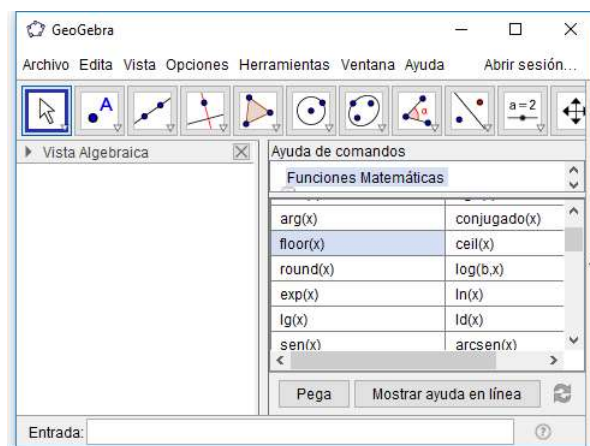 GeoGebra
Archivo Edita Vista Opciones Herramientas Ventana Ayuda Abrir sesión...
A α a = 2
Vista Algebraica Ayuda de comandos
Funciones Matemáticas
arg(x) conjugado(x)
floor(x) ceil(x)
round(x) log(b,x)
exp(x) ln(x)
lg(x) ld(x)
sen(x) arcsen(x)
Pega Mostrar ayuda en línea
Entrada: